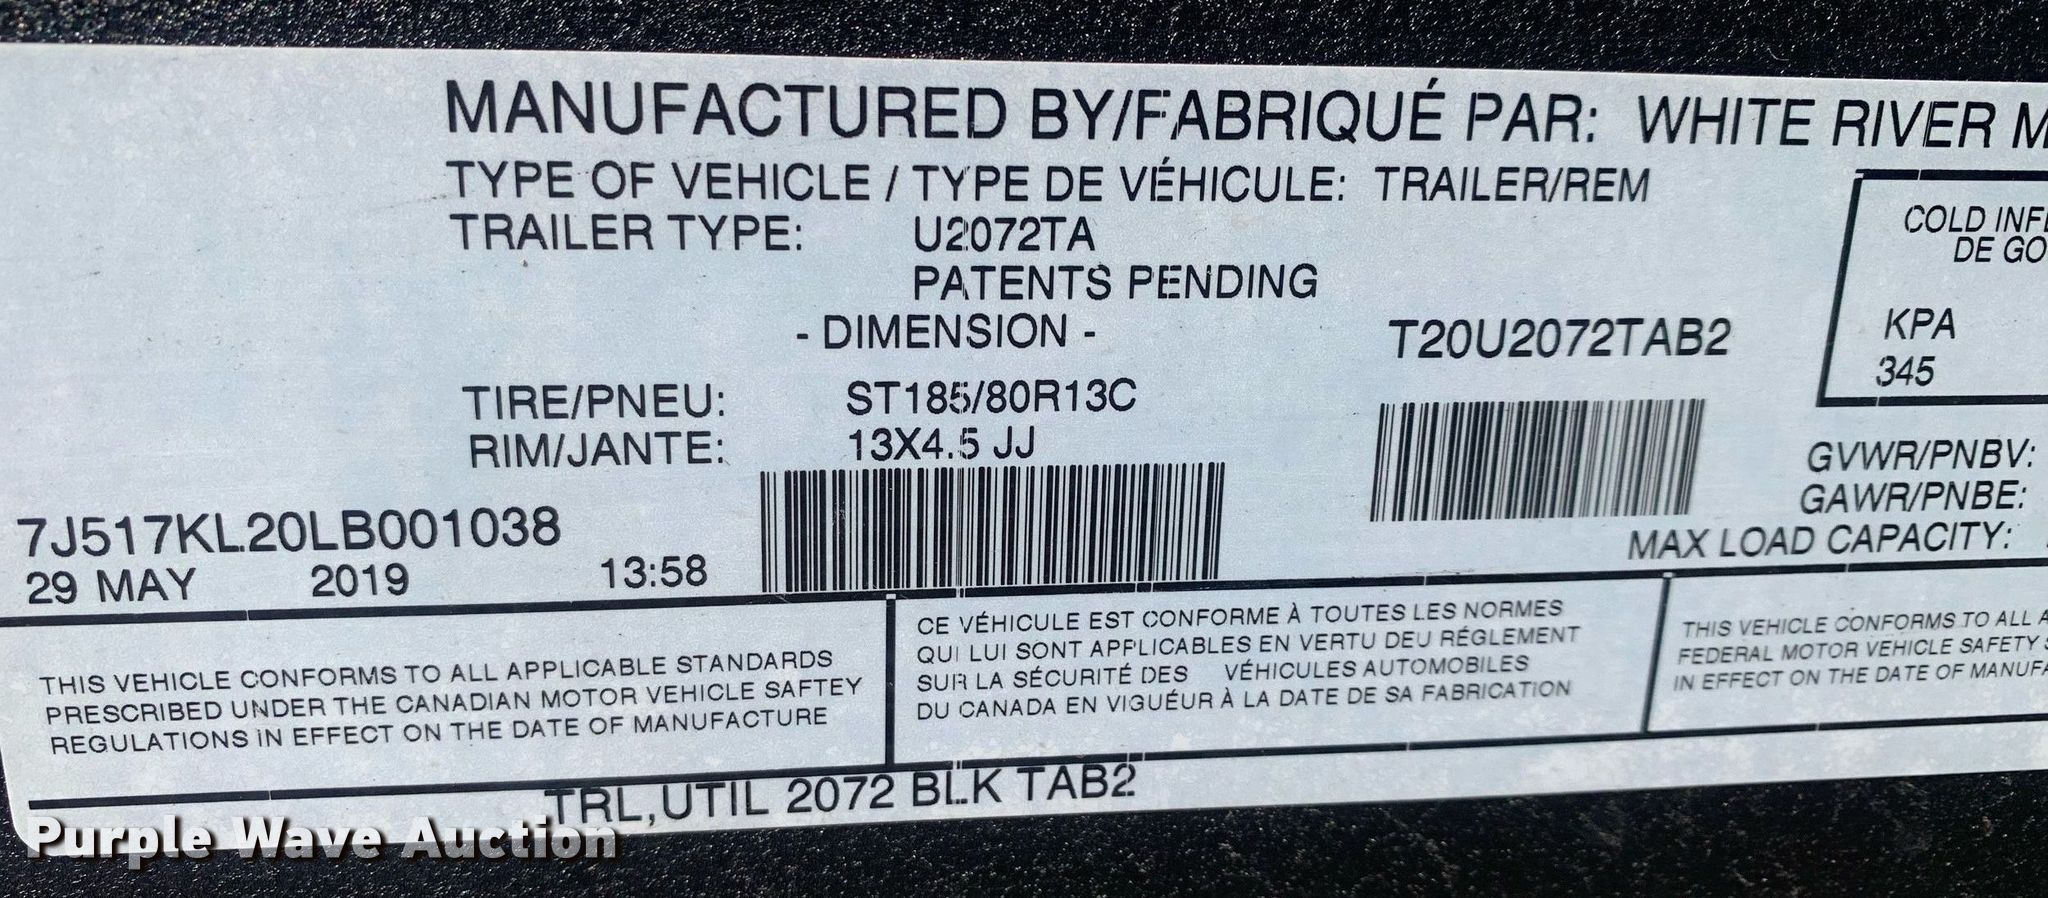 MANUFACTURED BY/FABRIQUÉ PAR: WHITE RIVER
TYPE OF VEHICLE / TYPE DE VÉHICULE: TRAILER/REM
TRAILER TYPE: U2072TA
PATENTS PENDING
- DIMENSION -
T20U2072TAB2
COLD INFL
DE GO
KPA
345
TIRE/PNEU: ST185/80R13C
RIM/JANTE: 13X4.5 JJ
GVWR/PNBV:
GAWR/PNBE:
MAX LOAD CAPACITY:
7J517KL20LB001038
29 MAY 2019 13:58
THIS VEHICLE CONFORMS TO ALL APPLICABLE STANDARDS
PRESCRIBED UNDER THE CANADIAN MOTOR VEHICLE SAFTEY
REGULATIONS IN EFFECT ON THE DATE OF MANUFACTURE
CE VÉHICULE EST CONFORME À TOUTES LES NORMES
QUI LUI SONT APPLICABLES EN VERTU DEU RÉGLEMENT
SUR LA SÉCURITÉ DES VÉHICULES AUTOMOBILES
DU CANADA EN VIGUÉUR À LA DATE DE SA FABRICATION
THIS VEHICLE CONFORMS TO ALL A
FEDERAL MOTOR VEHICLE SAFETY S
IN EFFECT ON THE DATE OF MANUFA
TRL,UTIL 2072 BLK TAB2
Purple Wave Auction